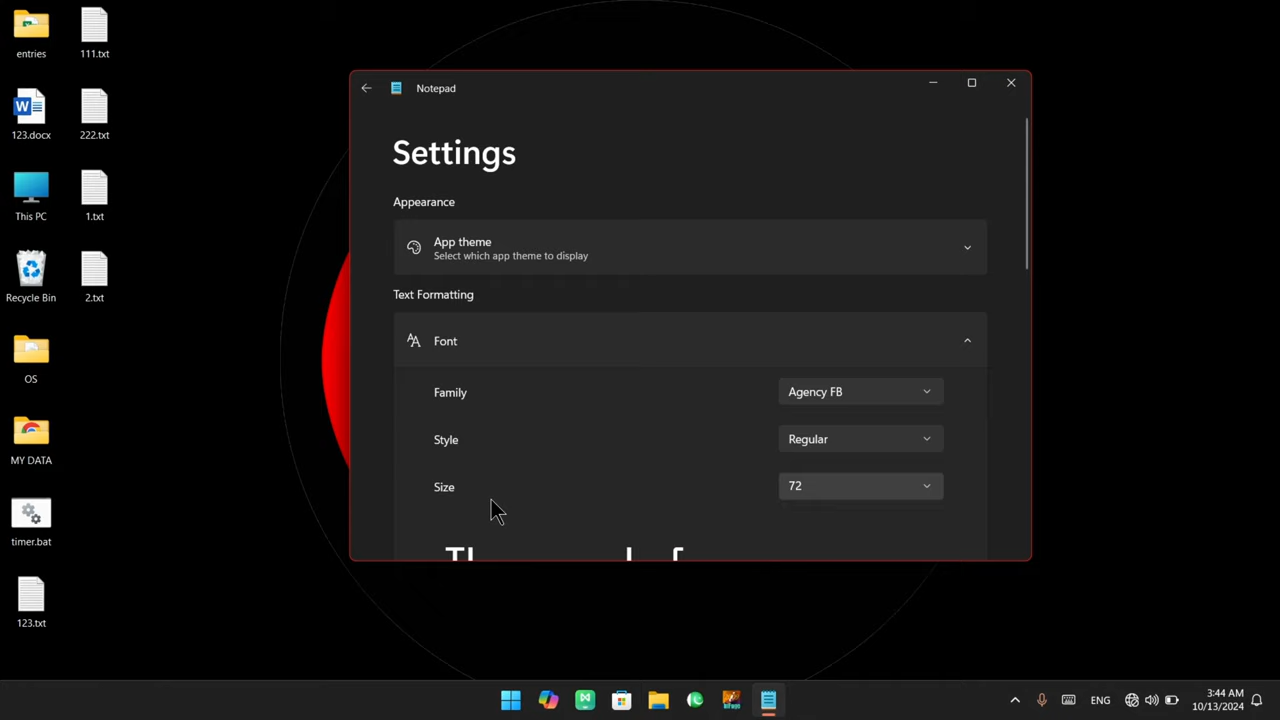 entries
111.txt
123.docx
222.txt
This PC
1.txt
Recycle Bin
2.txt
OS
MY DATA
timer.bat
123.txt
Notepad
Settings
Appearance
App theme
Select which app theme to display
Text Formatting
Font
Family
Agency FB
Style
Regular
Size
72
ENG
3:44 AM
10/13/2024